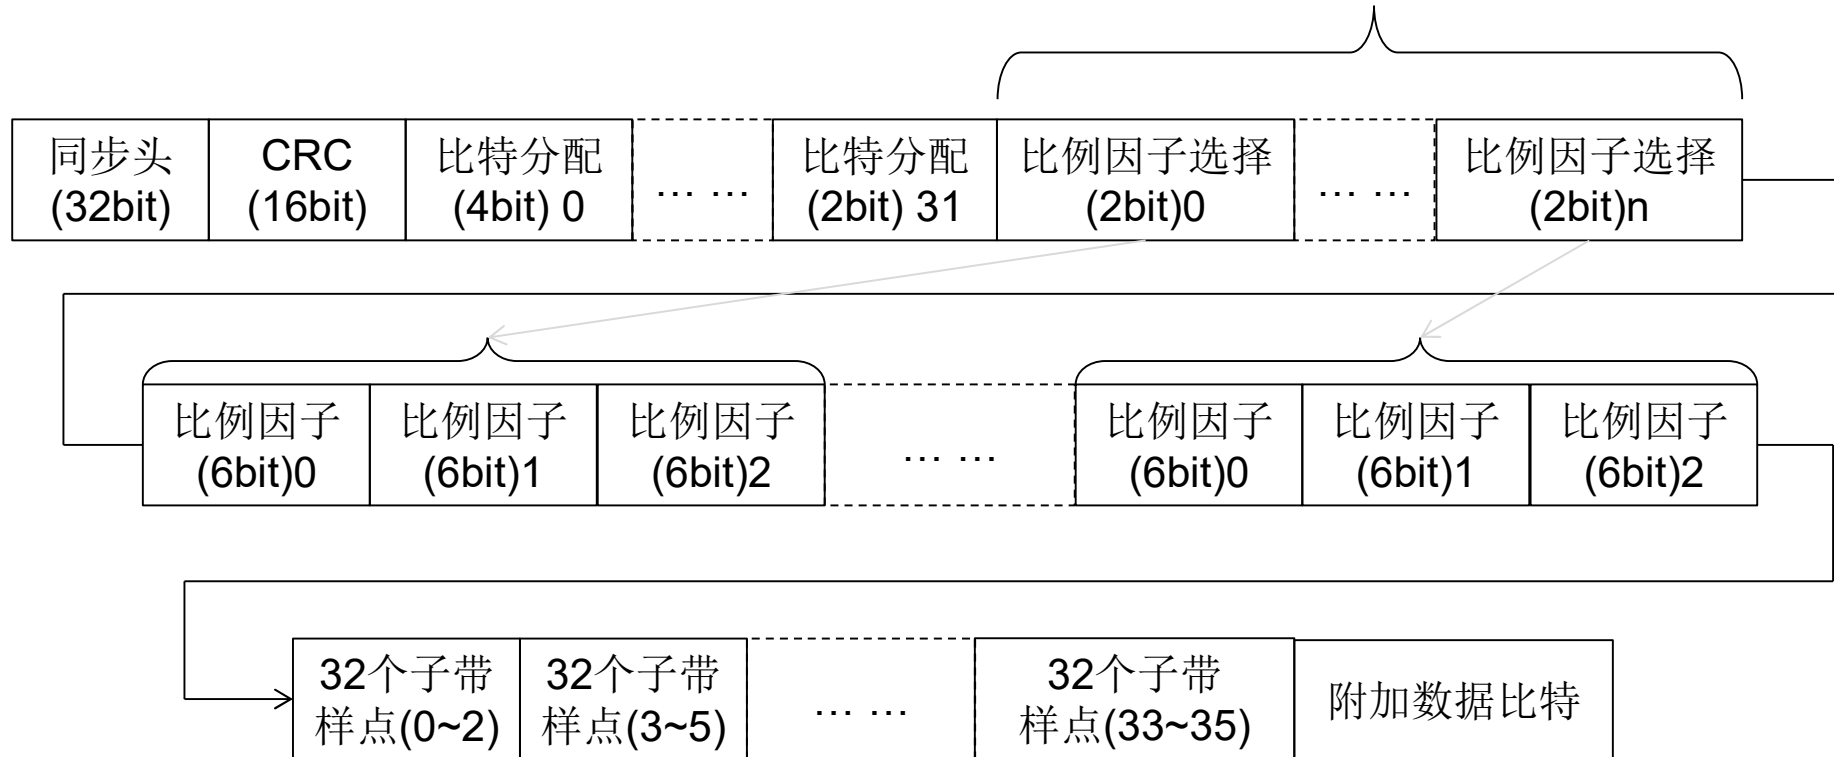 同步头
(32bit)
CRC
(16bit)
比特分配
(4bit) 0
... ...
比特分配
(2bit) 31
比例因子选择
(2bit)0
... ...
比例因子选择
(2bit)n
比例因子
(6bit)0
比例因子
(6bit)1
比例因子
(6bit)2
... ...
比例因子
(6bit)0
比例因子
(6bit)1
比例因子
(6bit)2
32个子带
样点(0~2)
32个子带
样点(3~5)
... ...
32个子带
样点(33~35)
附加数据比特